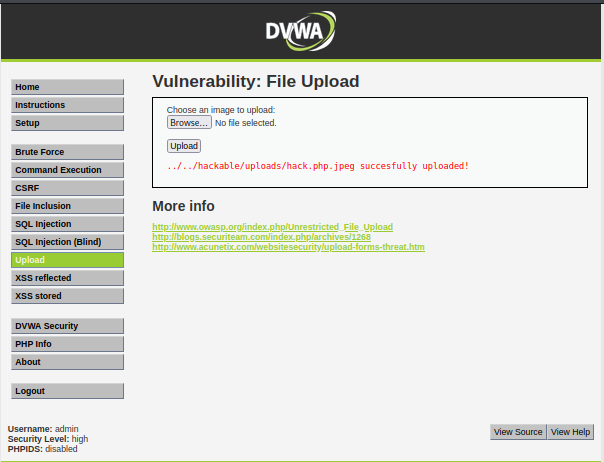 DVWA
Home
Instructions
Setup
Brute Force
Command Execution
CSRF
File Inclusion
SQL Injection
SQL Injection (Blind)
Upload
XSS reflected
XSS stored
DVWA Security
PHP Info
About
Logout
Vulnerability: File Upload
Choose an image to upload:
Browse... No file selected.
Upload
../../hackable/uploads/hack.php.jpeg succesfully uploaded!
More info
http://www.owasp.org/index.php/Unrestricted_File_Upload
http://blogs.securiteam.com/index.php/archives/1268
http://www.acunetix.com/websitesecurity/upload-forms-threat.htm
Username: admin
Security Level: high
PHPIDS: disabled
View Source View Help